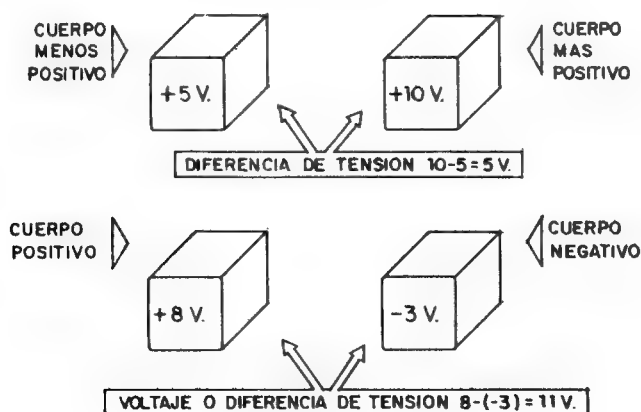 CUERPO
MENOS
POSITIVO
+5 V.
+10 V.
CUERPO
MAS
POSITIVO
DIFERENCIA DE TENSION 10-5=5 V.
CUERPO
POSITIVO
+8 V.
-3 V.
CUERPO
NEGATIVO
VOLTAJE O DIFERENCIA DE TENSION 8-(-3)=11 V.